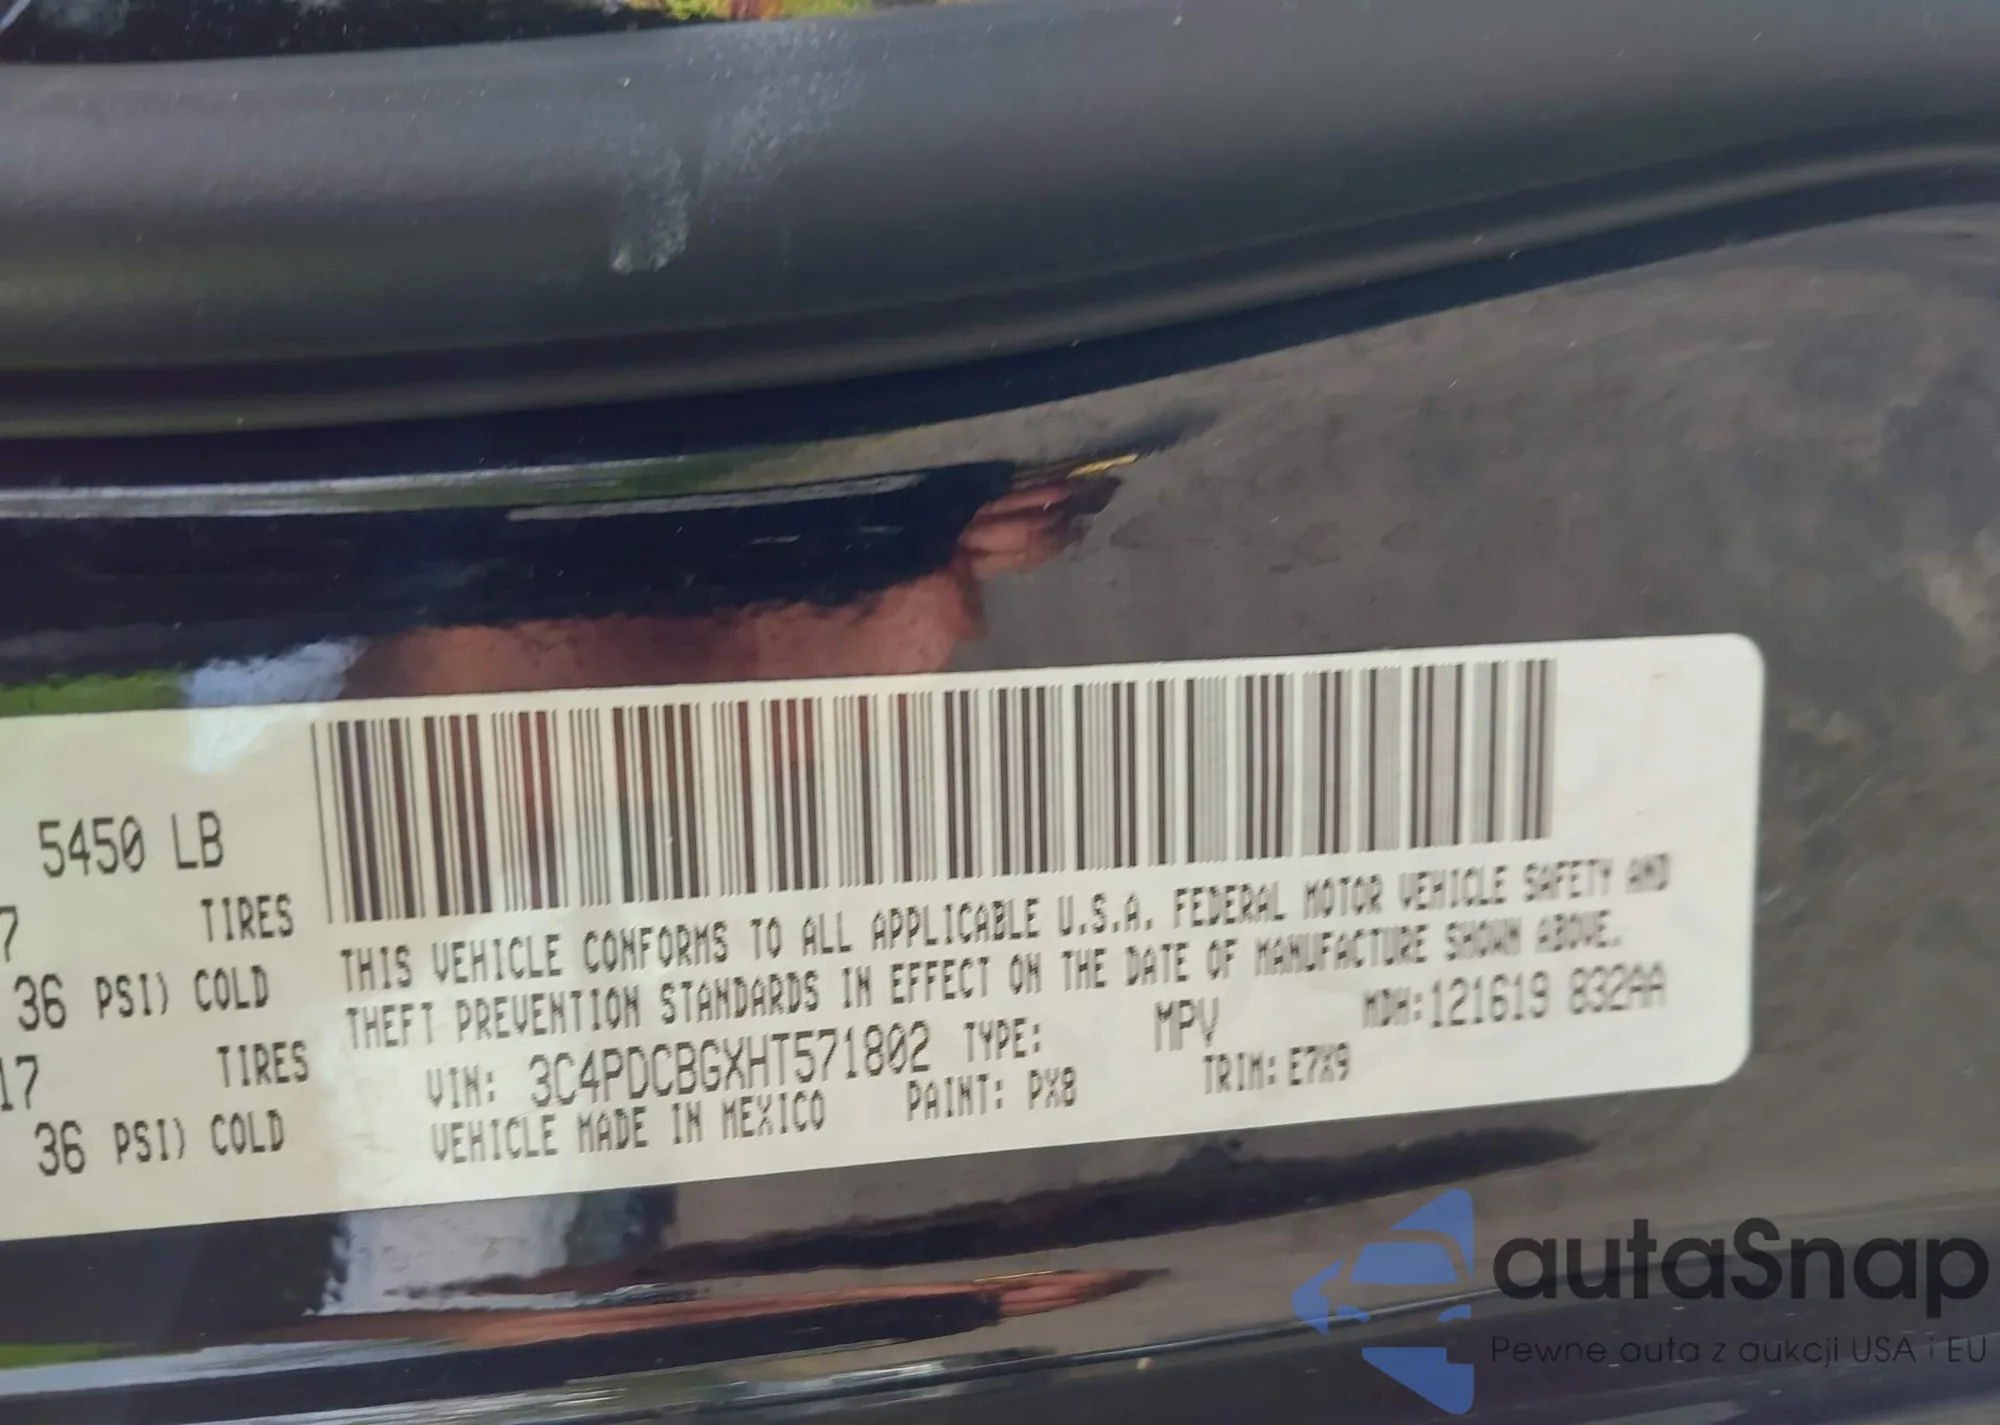 5450 LB
7 TIRES
36 PSI) COLD
17 TIRES
36 PSI) COLD
THIS VEHICLE CONFORMS TO ALL APPLICABLE U.S.A. FEDERAL MOTOR VEHICLE SAFETY AND
THEFT PREVENTION STANDARDS IN EFFECT ON THE DATE OF MANUFACTURE SHOWN ABOVE.
VIN: 3C4PDCBGXHT571802 TYPE: MPV MDH:121619 832AA
VEHICLE MADE IN MEXICO PAINT: PX8 TRIM: E7X9
autaSnap
Pewne auta z aukcji USA i EU